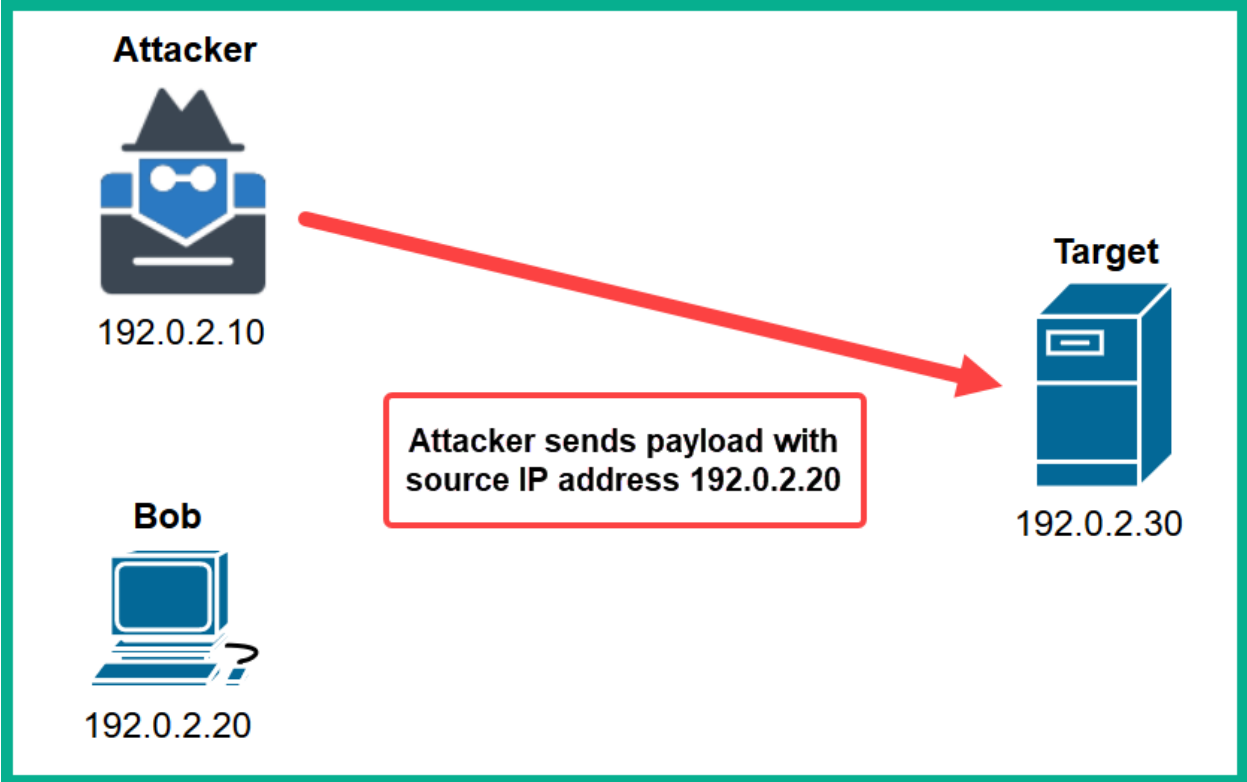 Attacker
192.0.2.10
Target
192.0.2.30
Attacker sends payload with
source IP address 192.0.2.20
Bob
192.0.2.20